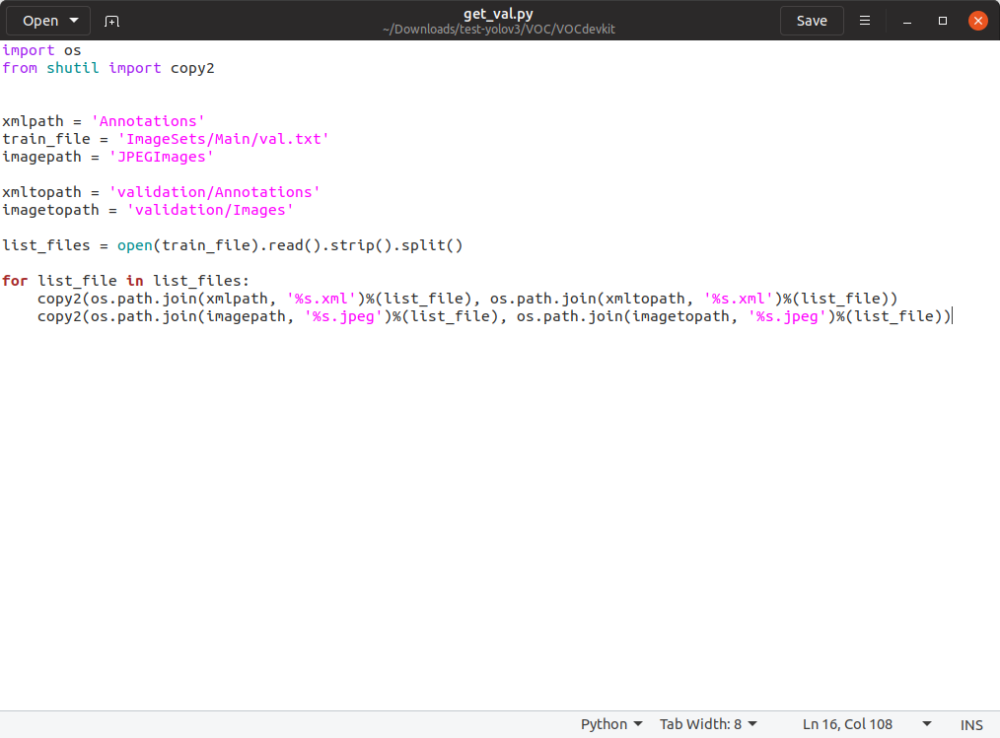 Open
get_val.py
~/Downloads/test-yolov3/VOC/VOCdevkit
Save
import os
from shutil import copy2
xmlpath = 'Annotations'
train_file = 'ImageSets/Main/val.txt'
imagepath = 'JPEGImages'
xmltopath = 'validation/Annotations'
imagetopath = 'validation/Images'
list_files = open(train_file).read().strip().split()
for list_file in list_files:
    copy2(os.path.join(xmlpath, '%s.xml')%(list_file), os.path.join(xmltopath, '%s.xml')%(list_file))
    copy2(os.path.join(imagepath, '%s.jpeg')%(list_file), os.path.join(imagetopath, '%s.jpeg')%(list_file))
Python Tab Width: 8 Ln 16, Col 108 INS